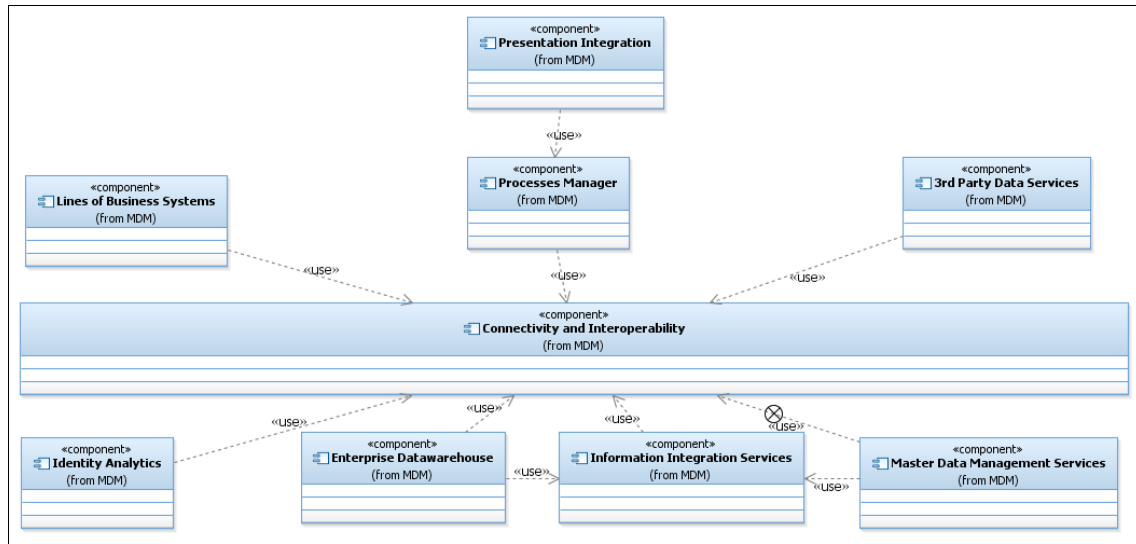 «component»
Presentation Integration
(from MDM)
«use»
«component»
Lines of Business Systems
(from MDM)
«component»
Processes Manager
(from MDM)
«component»
3rd Party Data Services
(from MDM)
«use»
«use»
«use»
«component»
Connectivity and Interoperability
(from MDM)
«use»
«use»
«use»
«use»
«component»
Identity Analytics
(from MDM)
«component»
Enterprise Datawarehouse
(from MDM)
«use»
«component»
Information Integration Services
(from MDM)
«use»
«component»
Master Data Management Services
(from MDM)